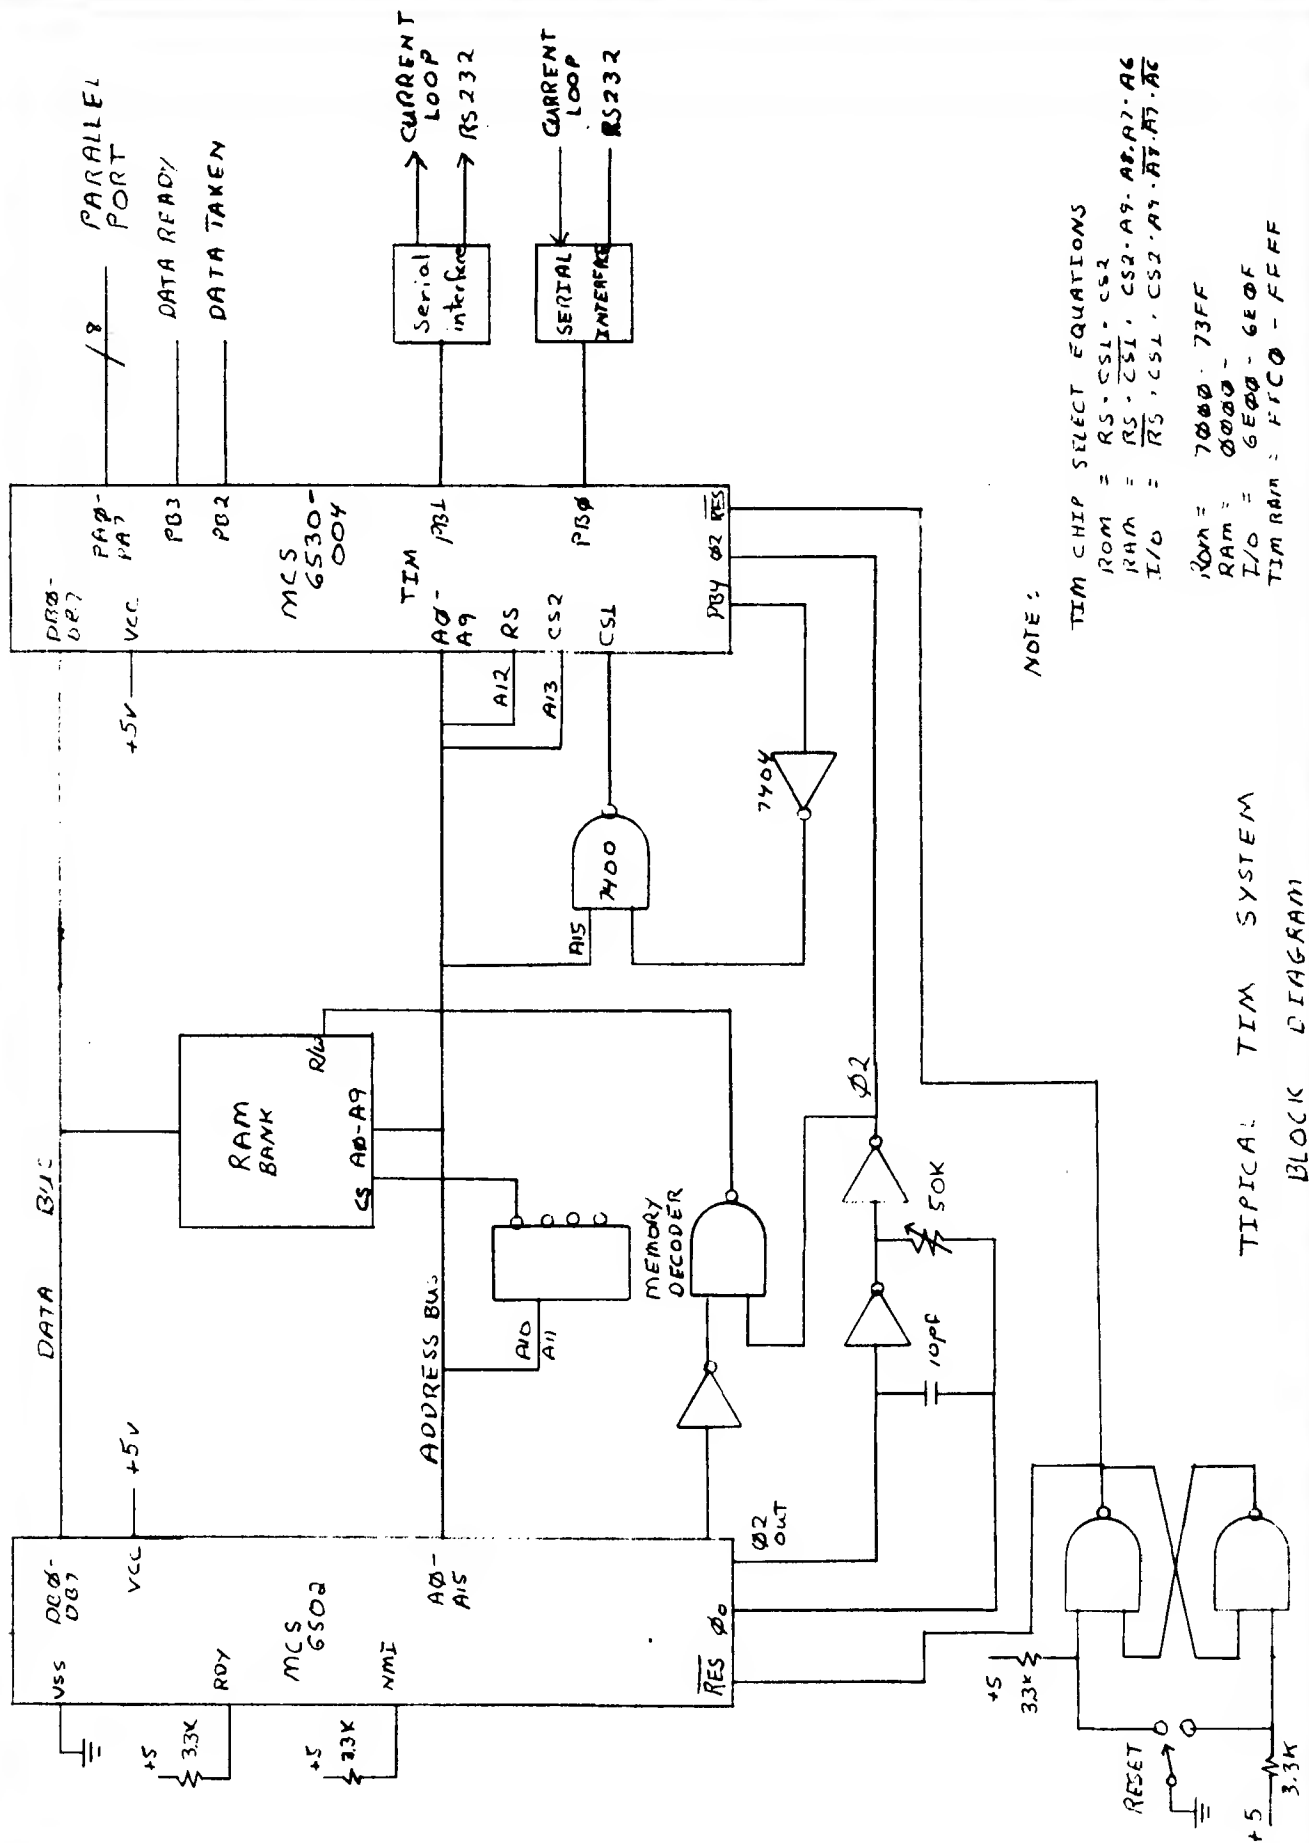 VSS
DB0-
DB7
VCC
+5V
RDY
+5
3.3K
MCS
6502
NMI
+5
3.3K
A0-
A15
RES
Ø0
Ø2
OUT
DATA BUS
ADDRESS BUS
RAM
BANK
R/W
CS
A0-A9
A10
A11
MEMORY
DECODER
A15
7400
7404
A12
A13
10pf
50K
Ø2
+5V
DB0-
DB7
VCC
MCS
6530-
004
TIM
A0-
A9
RS
CS2
CS1
PB4
Ø2
RES
PA0-
PA7
PB3
PB2
PB1
PB0
8
PARALLEL
PORT
DATA READY
DATA TAKEN
Serial
interface
CURRENT
LOOP
RS232
SERIAL
INTERFACE
CURRENT
LOOP
RS232
RESET
+5
3.3K
+5
3.3K
NOTE:
TIM CHIP SELECT EQUATIONS
ROM = RS · CS1 · CS2
RAM = R̅S̅ · C̅S̅1̅ · CS2 · A9 · A8 · A7 · A6
I/O = R̅S̅ · CS1 · CS2 · A9 · A̅8̅ · A̅7̅ · A̅6̅
ROM = 7000-73FF
RAM = 0000-
I/O = 6E00 - 6E0F
TIM RAM = FFC0 - FFFF
TIPICAL TIM SYSTEM
BLOCK DIAGRAM